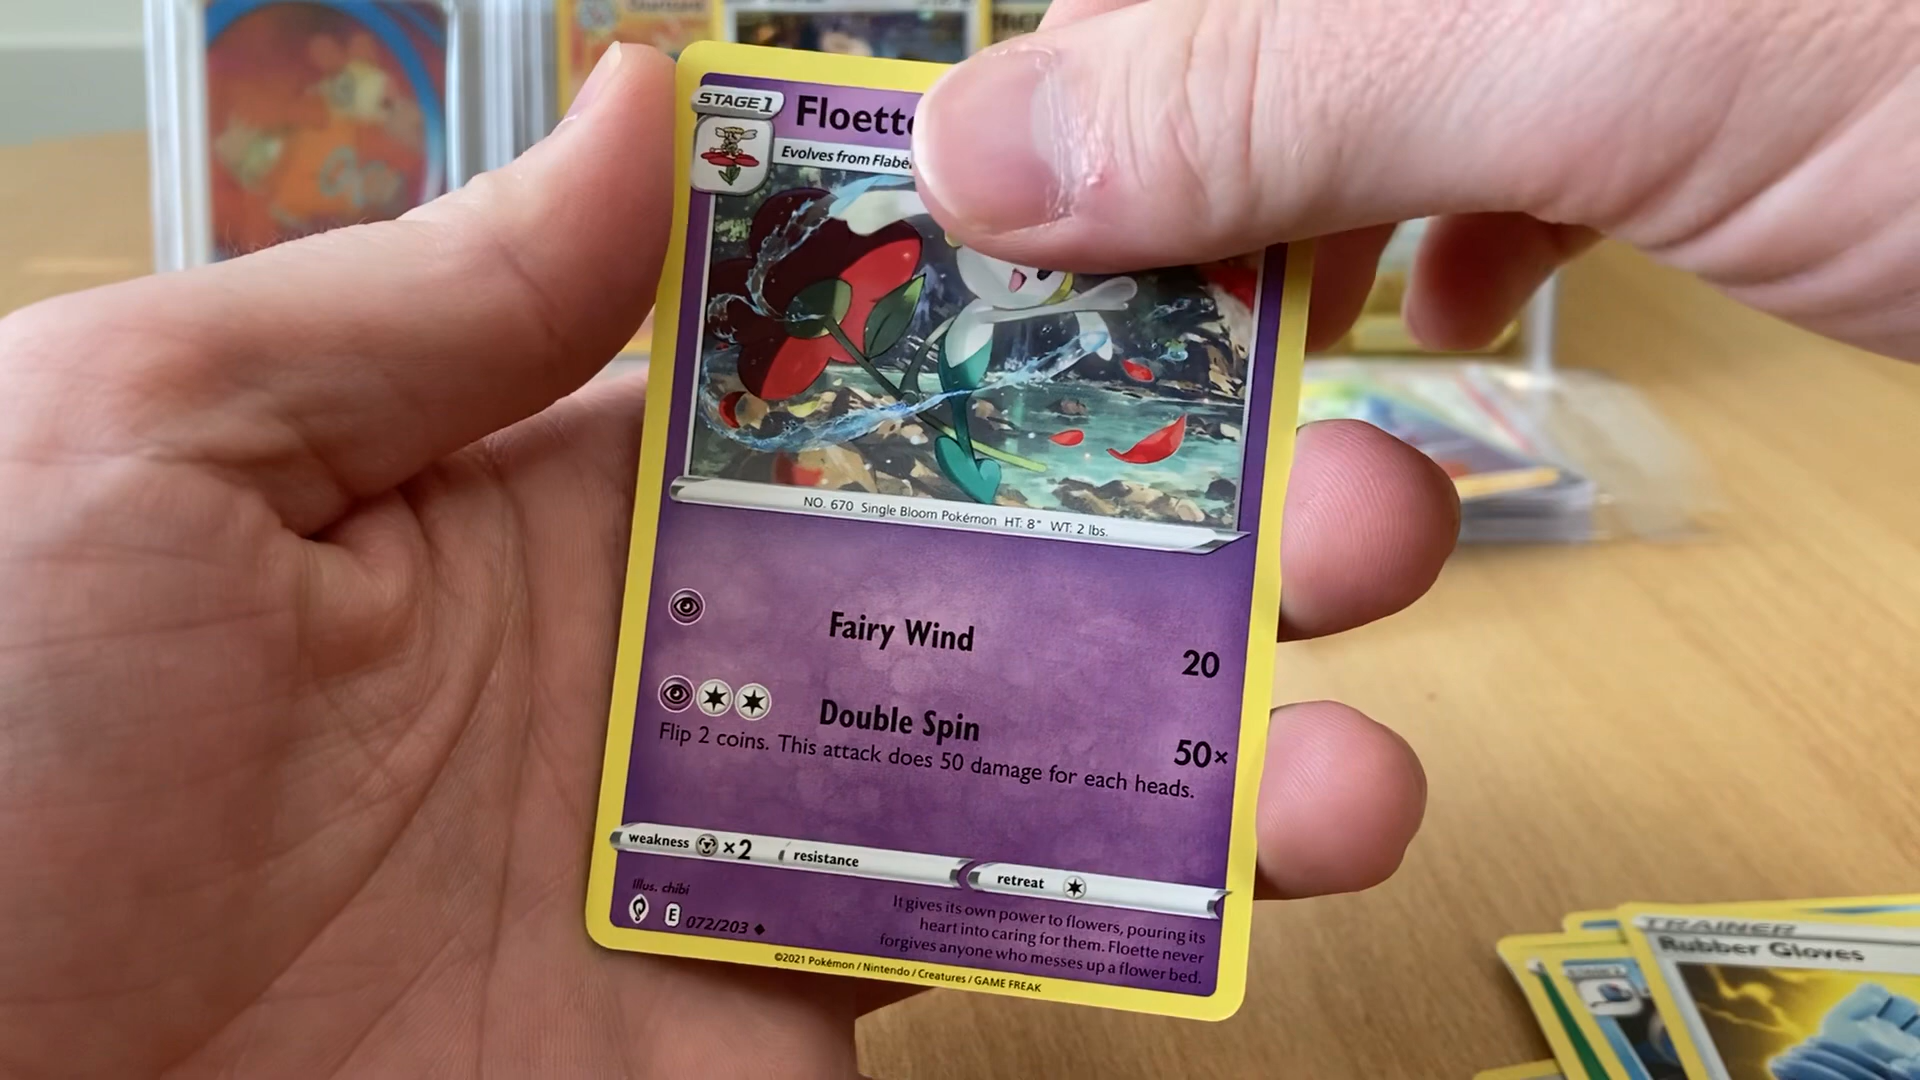 Charizard
STAGE 1
Floette
Evolves from Flabé
NO. 670 Single Bloom Pokémon HT: 8" WT: 2 lbs.
Fairy Wind
20
Double Spin
50×
Flip 2 coins. This attack does 50 damage for each heads.
weakness ×2 resistance
retreat
Illus. chibi
E 072/203
It gives its own power to flowers, pouring its
heart into caring for them. Floette never
forgives anyone who messes up a flower bed.
©2021 Pokémon / Nintendo / Creatures / GAME FREAK
TRAINER
Rubber Gloves